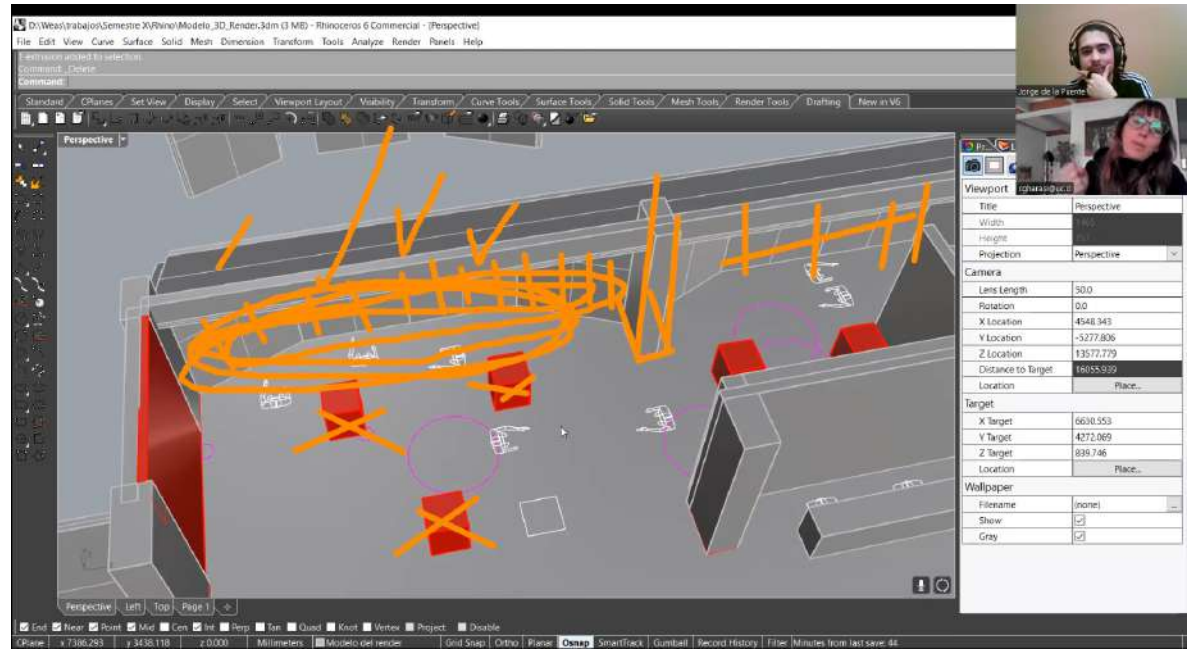 D:\Weas\trabajos\Semestre X\Rhino\Modelo_3D_Render.3dm (3 MB) - Rhinoceros 6 Commercial - [Perspective]
File Edit View Curve Surface Solid Mesh Dimension Transform Tools Analyze Render Panels Help
1 extrusion added to selection.
Command: _Delete
Command:
Standard CPlanes Set View Display Select Viewport Layout Visibility Transform Curve Tools Surface Tools Solid Tools Mesh Tools Render Tools Drafting New in V6
Jorge de la Puente
Perspective
Viewport
Title Perspective
Width
Height
Projection Perspective
Camera
Lens Length 50.0
Rotation 0.0
X Location 4548.343
Y Location -5277.806
Z Location 13577.779
Distance to Target 16055.939
Location Place...
Target
X Target 6630.553
Y Target 4272.069
Z Target 839.746
Location Place...
Wallpaper
Filename (none) ...
Show
Gray
Perspective Left Top Page 1
End Near Point Mid Cen Int Perp Tan Quad Knot Vertex Project Disable
CPlane x 7386.293 y 3438.118 z 0.000 Millimeters Modelo del render Grid Snap Ortho Planar Osnap SmartTrack Gumball Record History Filter Minutes from last save: 44